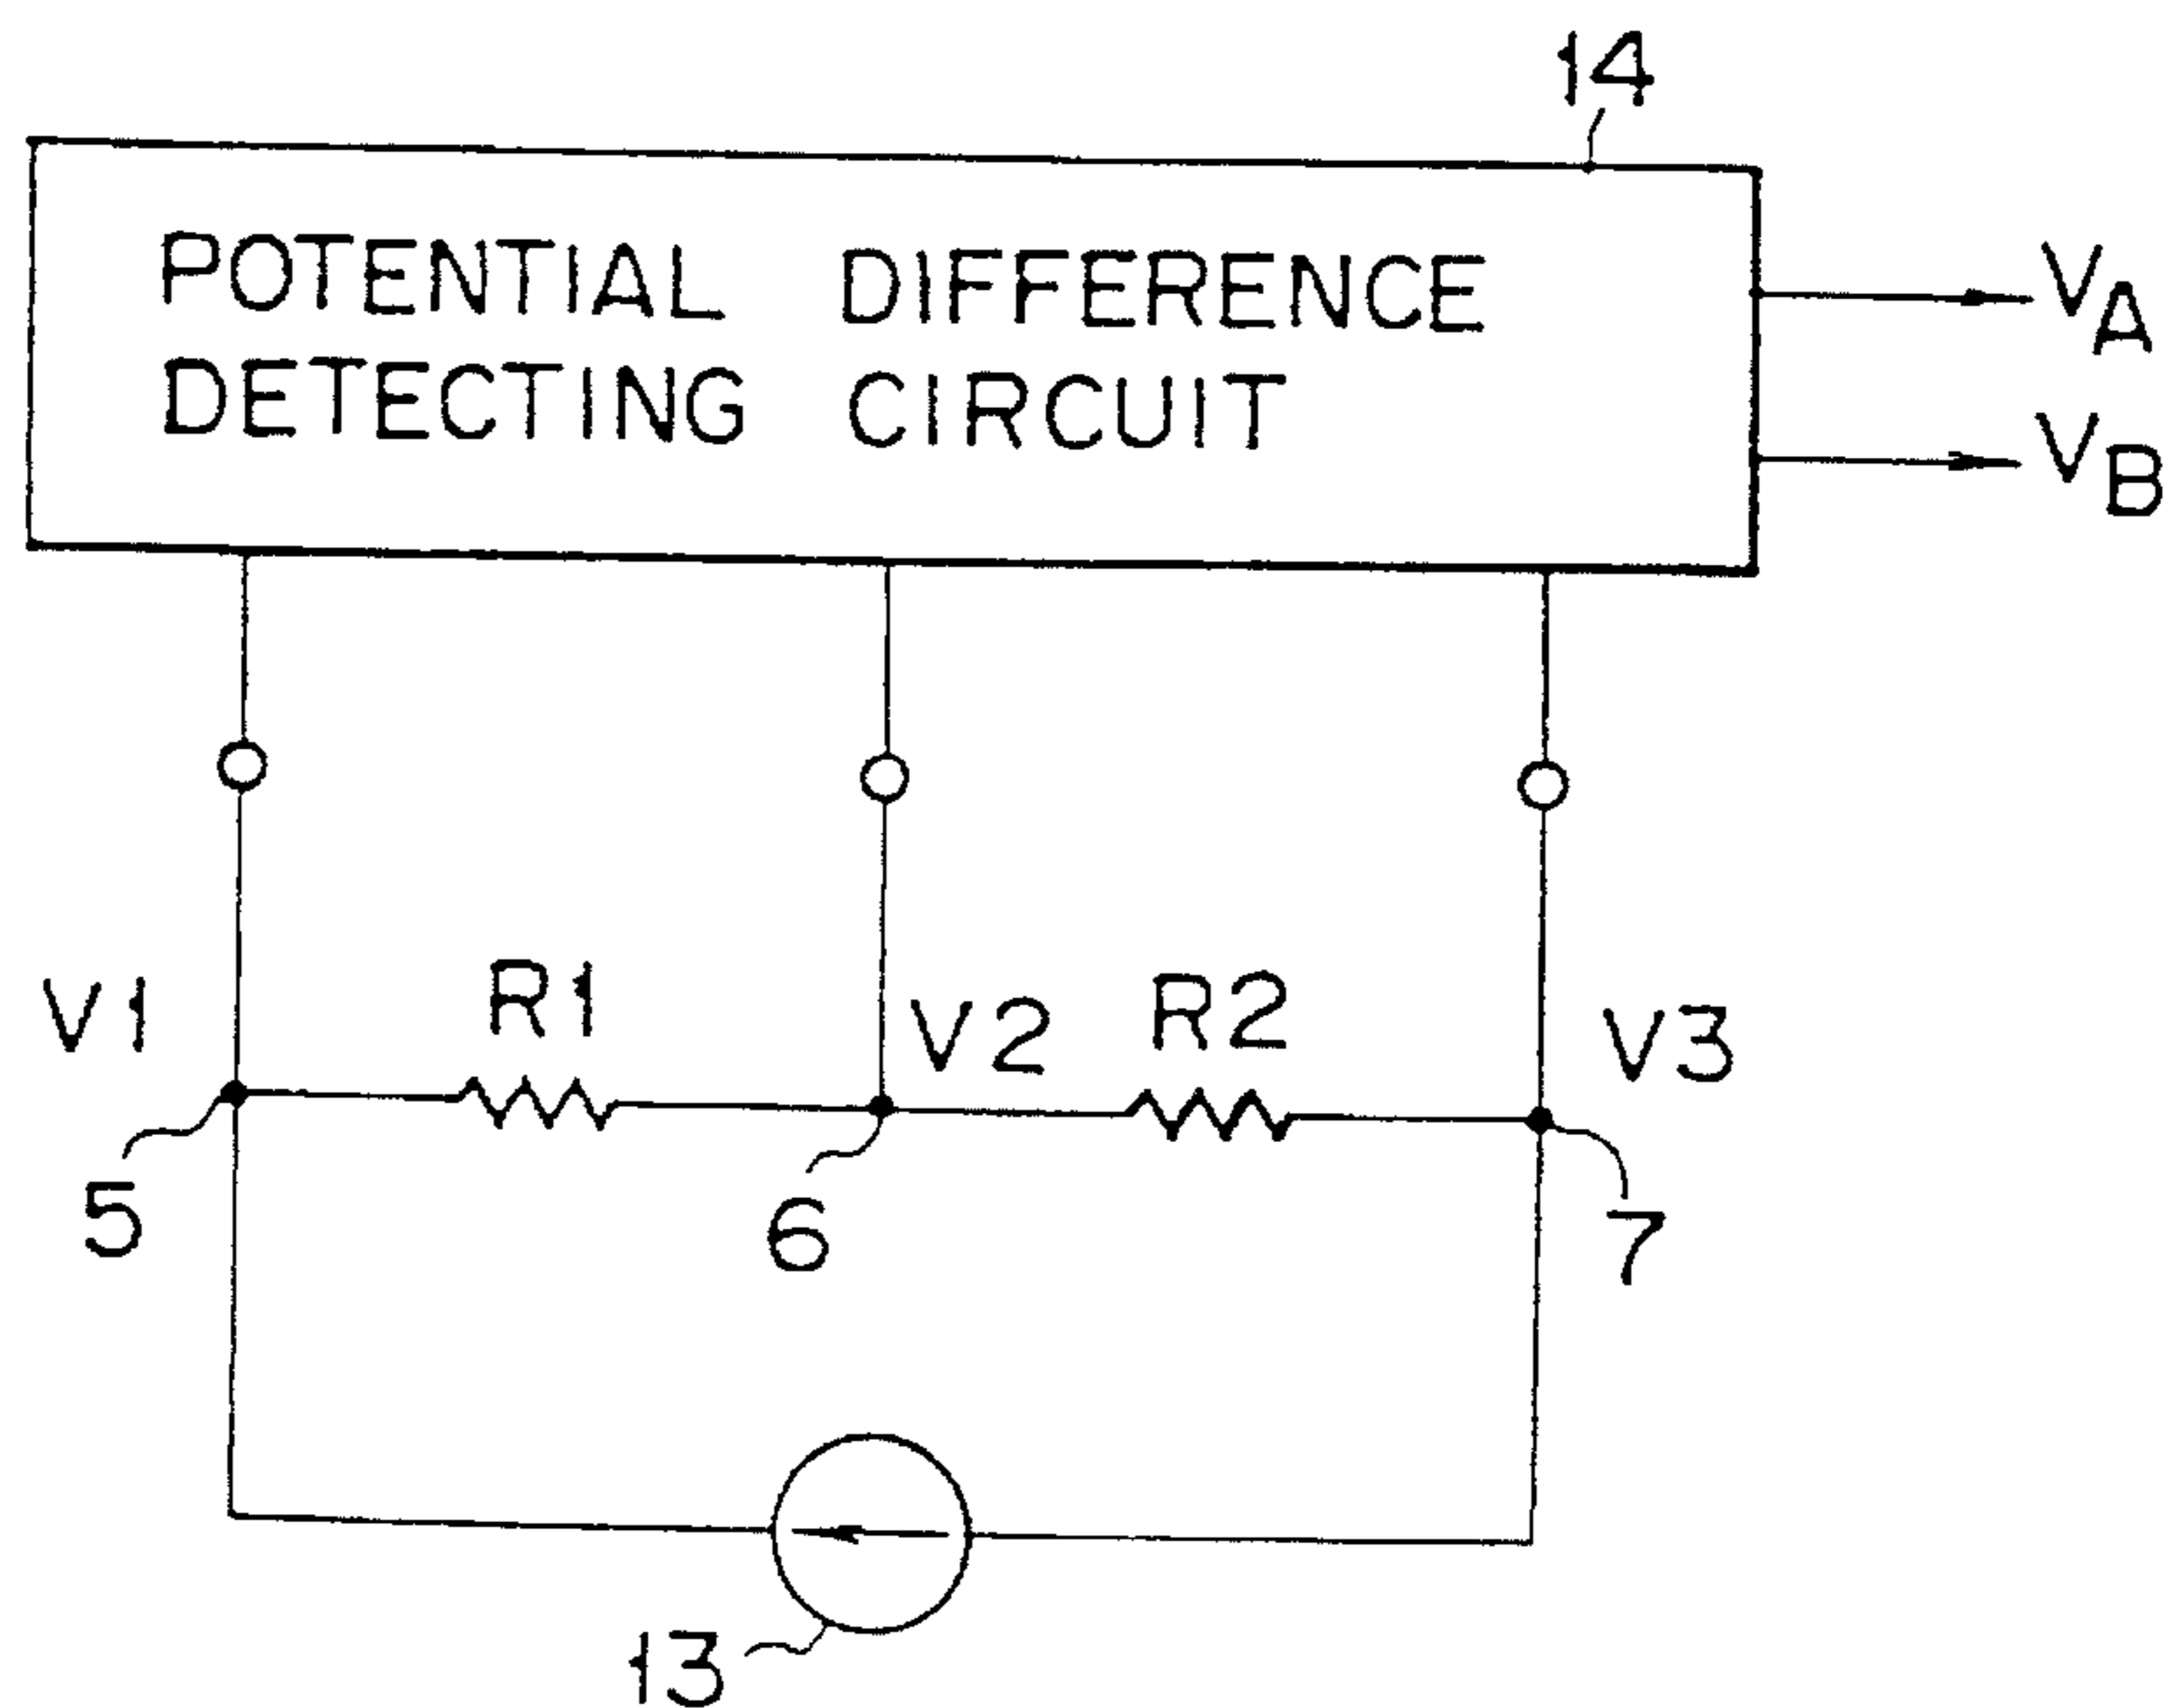 14
POTENTIAL DIFFERENCE
DETECTING CIRCUIT
VA
VB
V1
R1
V2
R2
V3
5
6
7
13